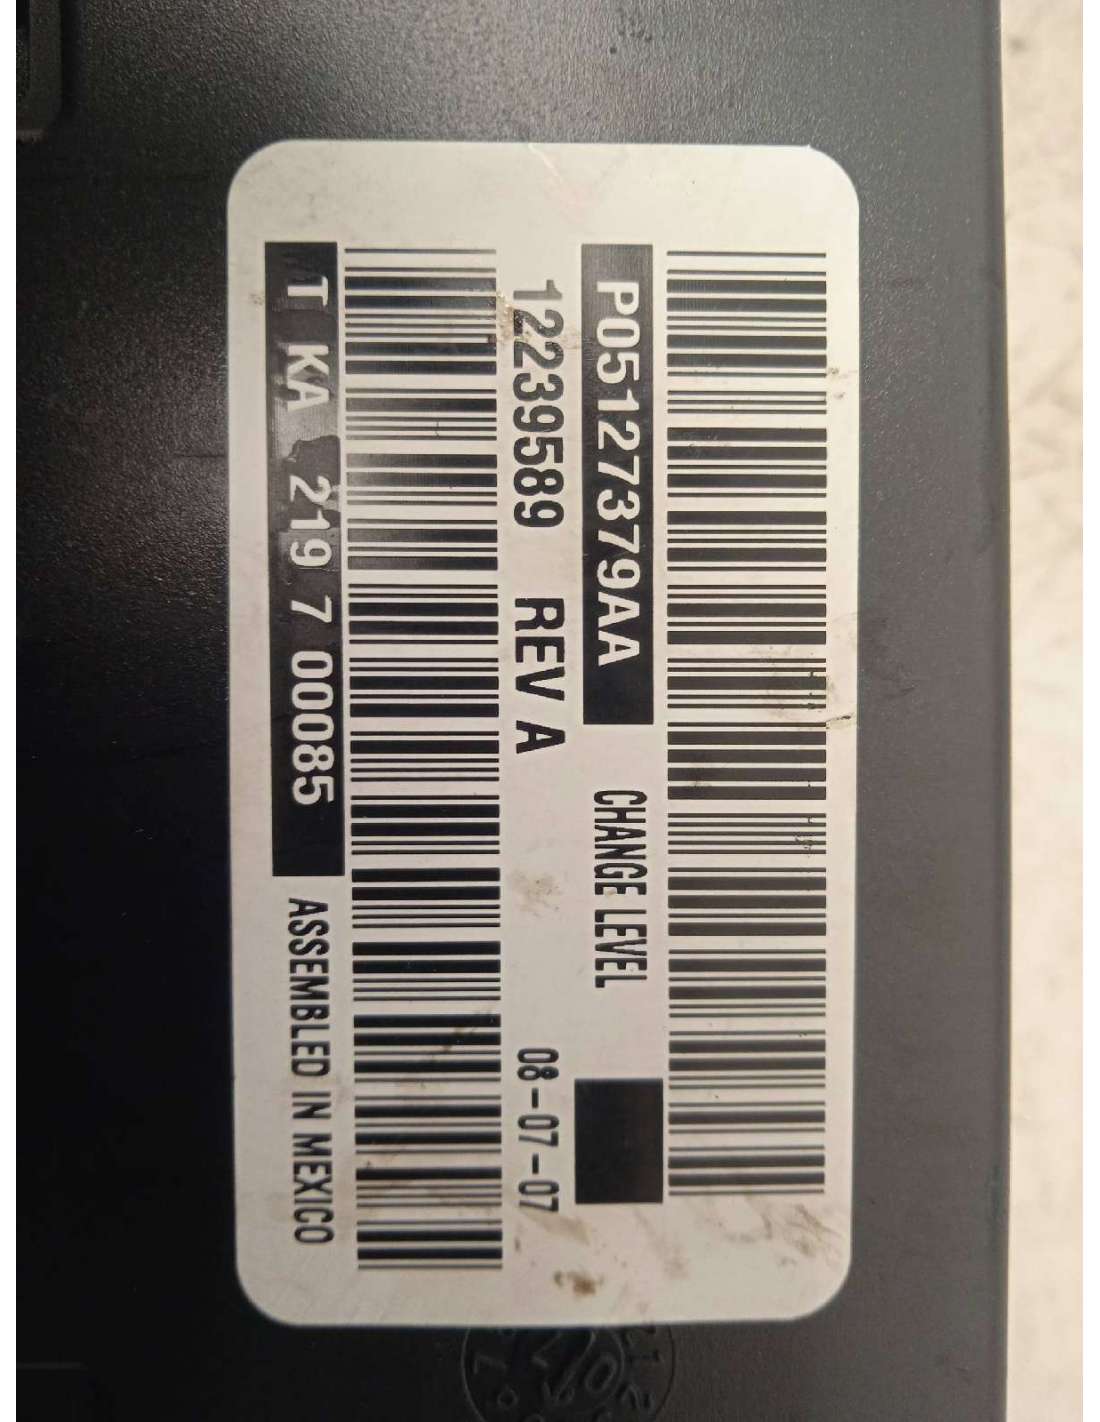 P05127379AA CHANGE LEVEL
12239589 REV A 08-07-07
T KA 219 7 00085 ASSEMBLED IN MEXICO